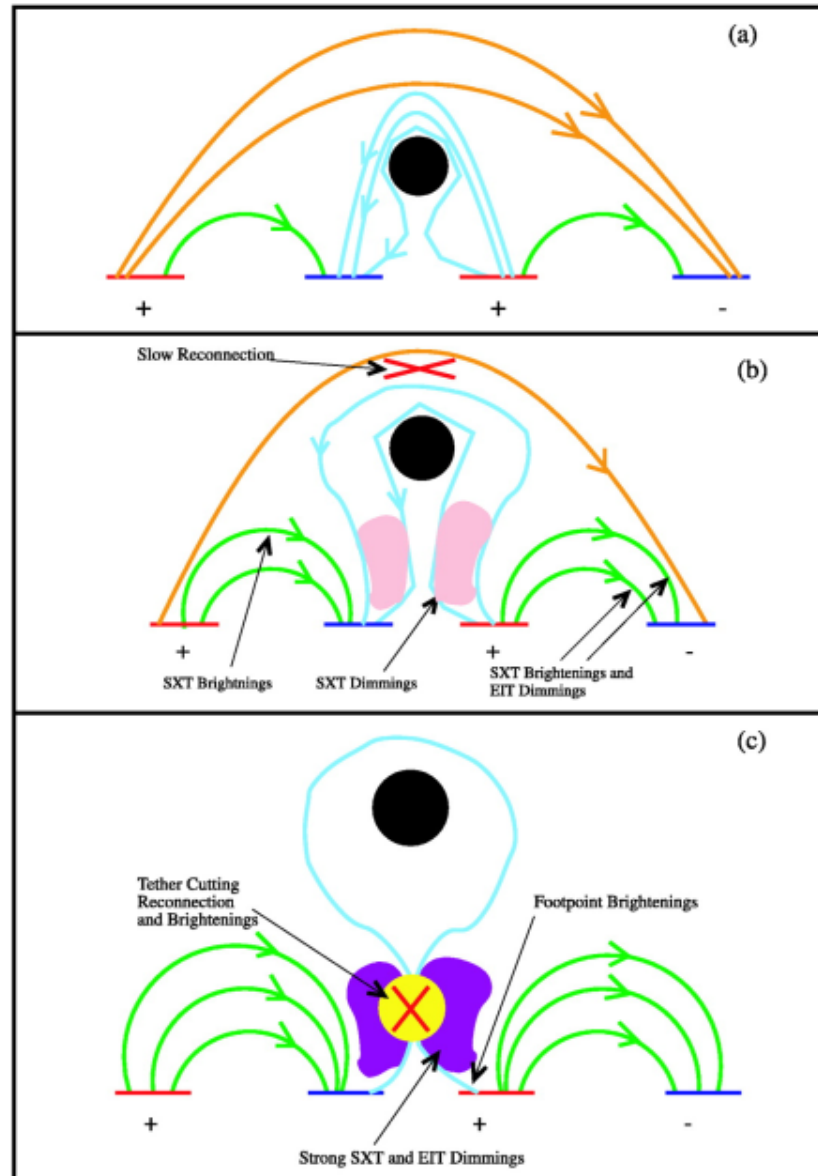 (a)
+ + -
Slow Reconnection
(b)
+ + -
SXT Brightnings
SXT Dimmings
SXT Brightenings and
EIT Dimmings
(c)
Tether Cutting
Reconnection
and Brightenings
Footpoint Brightenings
+ + -
Strong SXT and EIT Dimmings